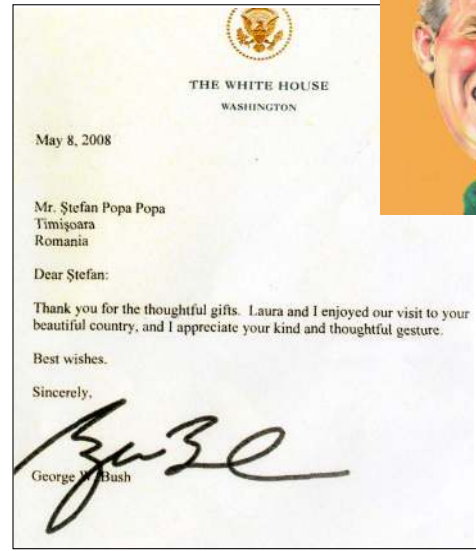 THE WHITE HOUSE
WASHINGTON
May 8, 2008
Mr. Ştefan Popa Popa
Timişoara
Romania
Dear Ştefan:
Thank you for the thoughtful gifts. Laura and I enjoyed our visit to your
beautiful country, and I appreciate your kind and thoughtful gesture.
Best wishes.
Sincerely,
George W. Bush